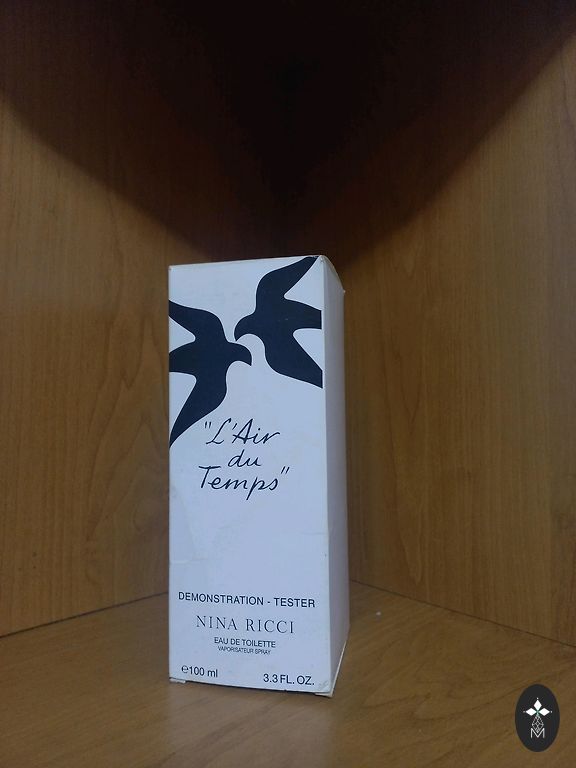 "L'Air
du
Temps"
DEMONSTRATION - TESTER
NINA RICCI
EAU DE TOILETTE
VAPORISATEUR SPRAY
℮100 ml 3.3 FL. OZ.
M